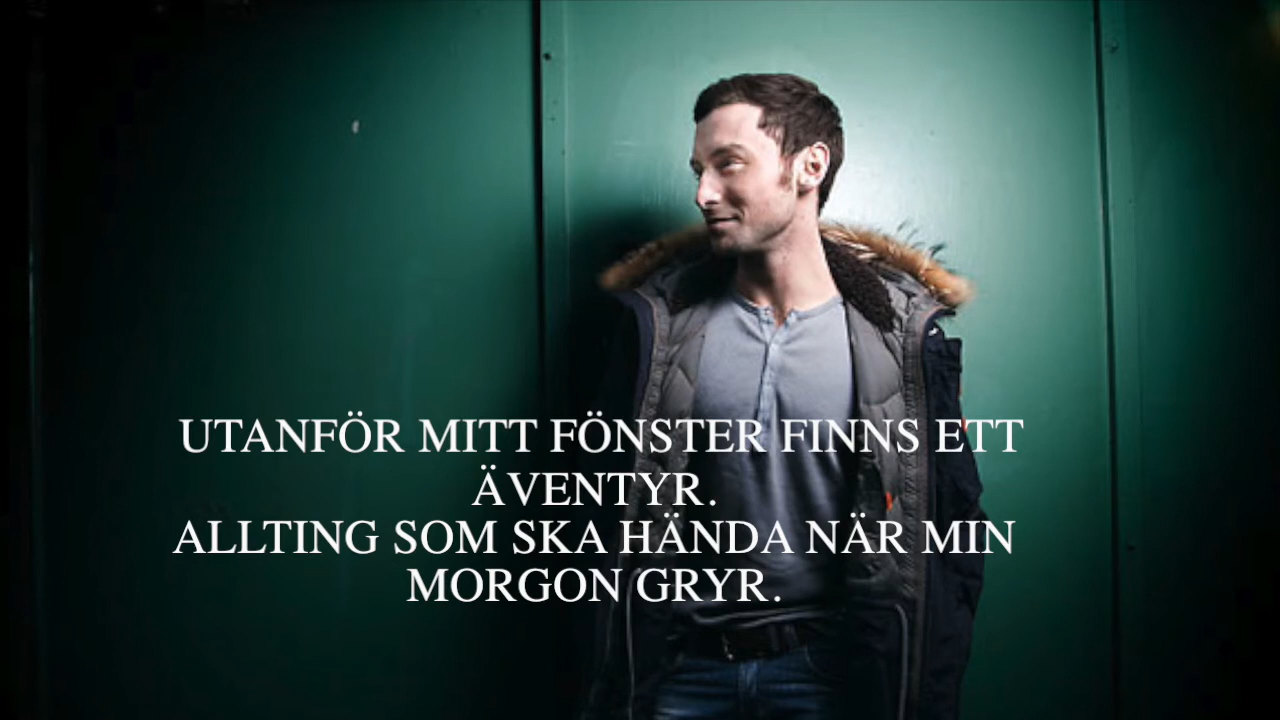 UTANFÖR MITT FÖNSTER FINNS ETT
ÄVENTYR.
ALLTING SOM SKA HÄNDA NÄR MIN
MORGON GRYR.